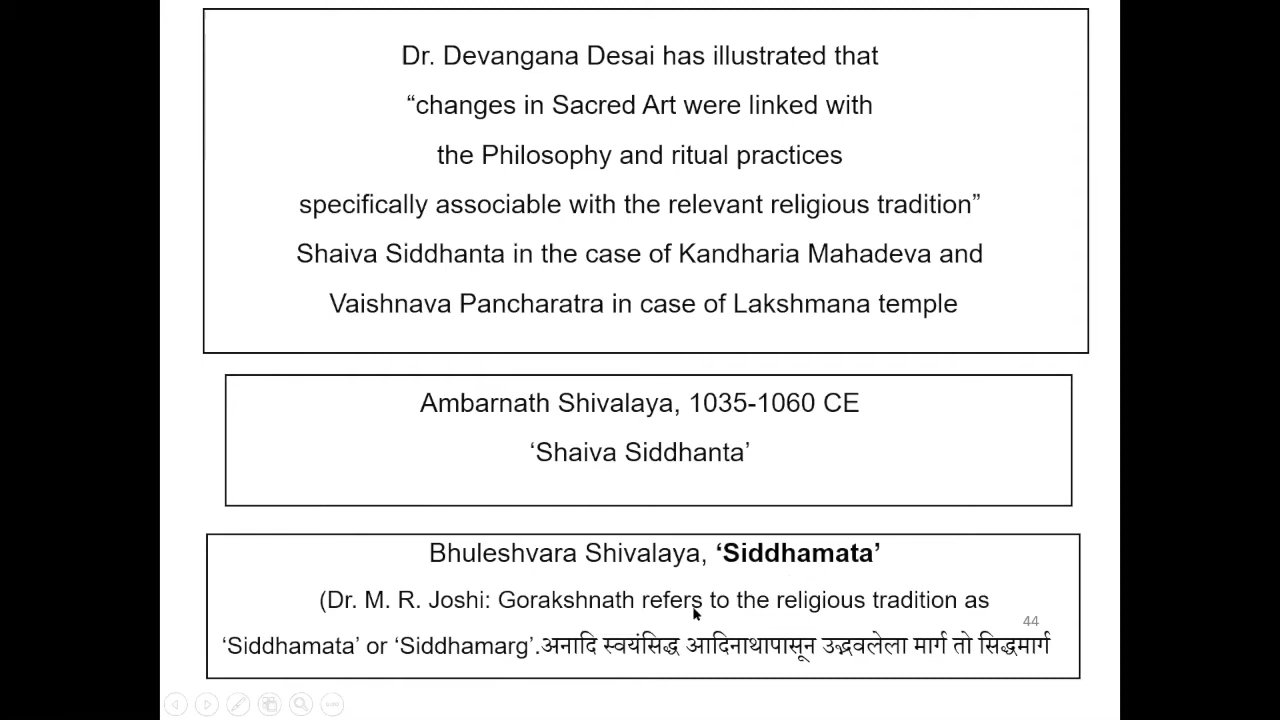 Dr. Devangana Desai has illustrated that
“changes in Sacred Art were linked with
the Philosophy and ritual practices
specifically associable with the relevant religious tradition”
Shaiva Siddhanta in the case of Kandharia Mahadeva and
Vaishnava Pancharatra in case of Lakshmana temple
Ambarnath Shivalaya, 1035-1060 CE
‘Shaiva Siddhanta’
Bhuleshvara Shivalaya, ‘Siddhamata’
(Dr. M. R. Joshi: Gorakshnath refers to the religious tradition as
44
‘Siddhamata’ or ‘Siddhamarg’.अनादि स्वयंसिद्ध आदिनाथापासून उद्भवलेला मार्ग तो सिद्धमार्ग